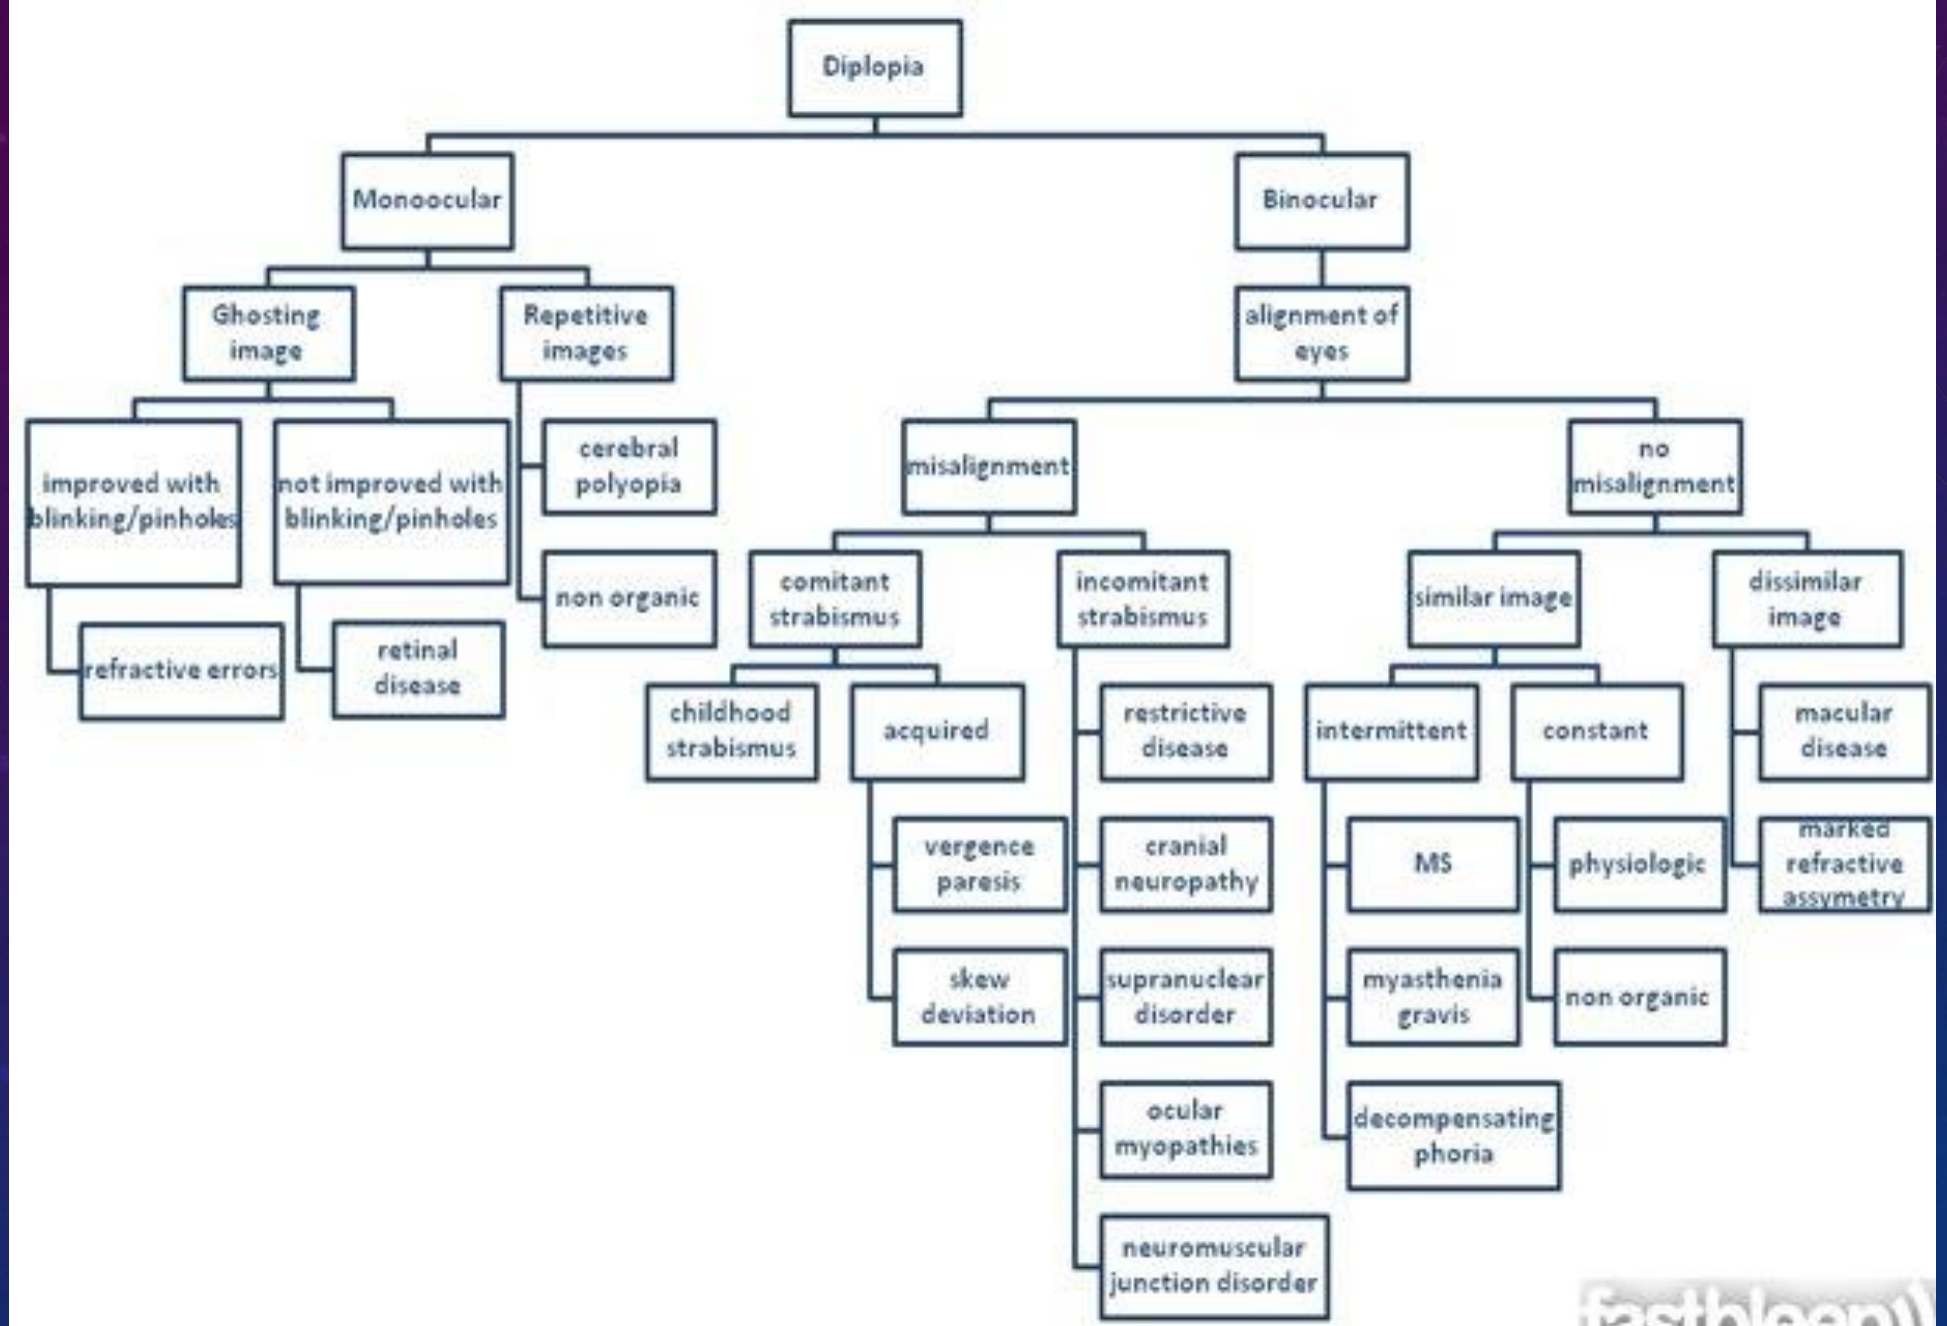 Diplopia
Monoocular
Binocular
Ghosting
image
Repetitive
images
alignment of
eyes
improved with
blinking/pinholes
not improved with
blinking/pinholes
cerebral
polyopia
misalignment
no
misalignment
non organic
comitant
strabismus
incomitant
strabismus
similar image
dissimilar
image
refractive errors
retinal
disease
childhood
strabismus
acquired
restrictive
disease
intermittent
constant
macular
disease
vergence
paresis
cranial
neuropathy
MS
physiologic
marked
refractive
assymetry
skew
deviation
supranuclear
disorder
myasthenia
gravis
non organic
ocular
myopathies
decompensating
phoria
neuromuscular
junction disorder